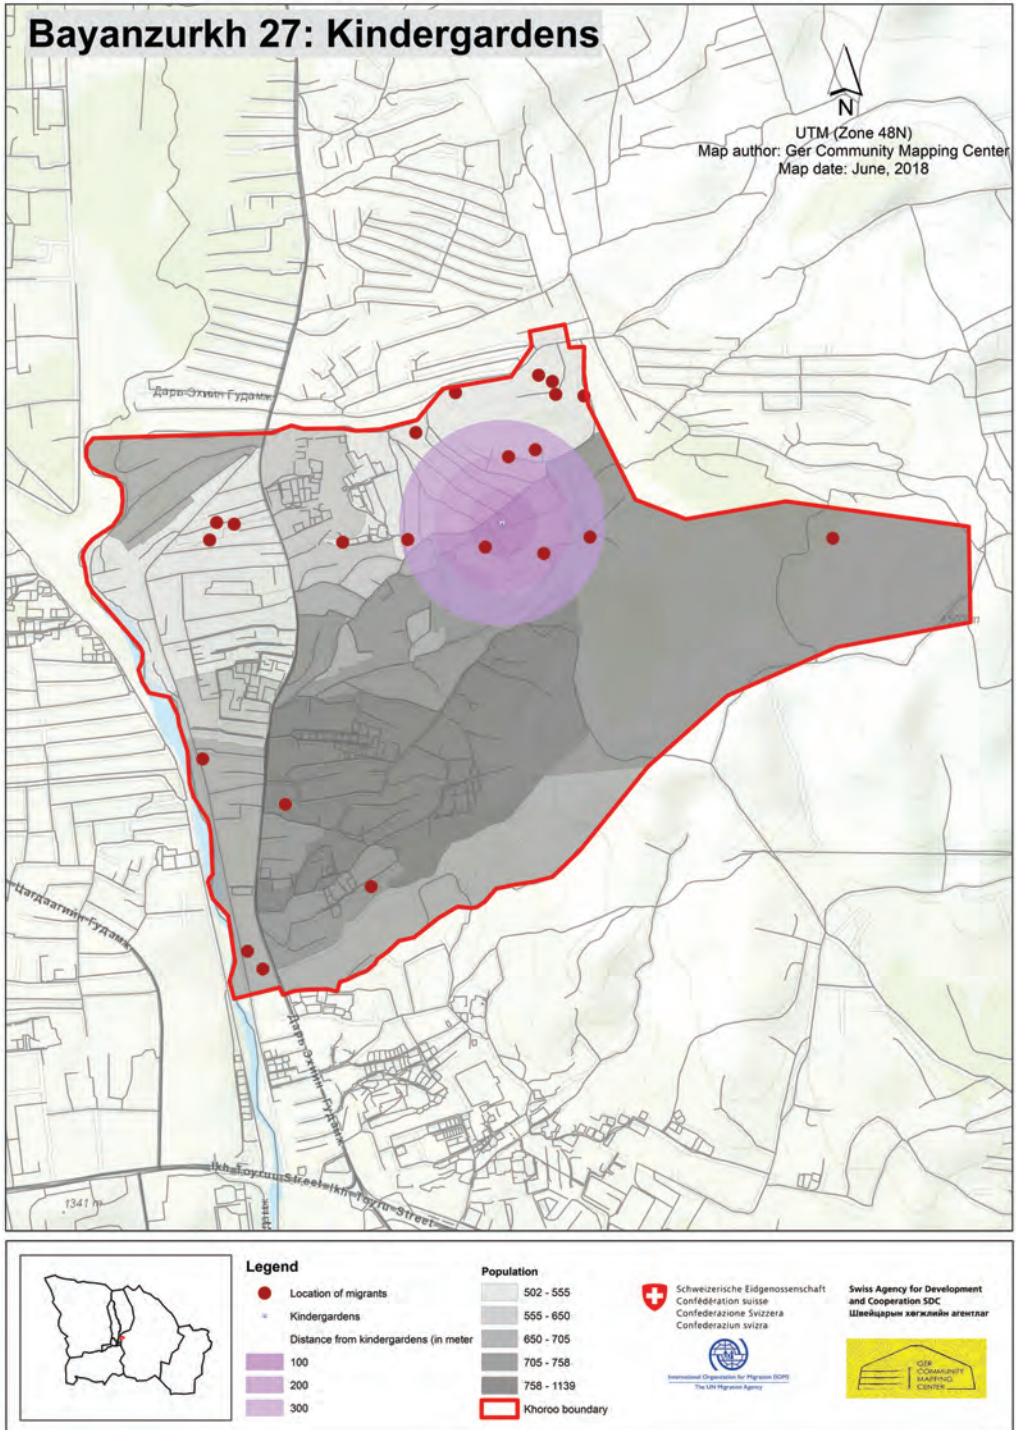 Bayanzurkh 27: Kindergardens
N
UTM (Zone 48N)
Map author: Ger Community Mapping Center
Map date: June, 2018
Дарь-Эхийн Гудамж
Цагдаагийн-Гудамж
Дарь-Эхийн-Гудамж
Ikh-Toyruu-Street-Ikh-Toyru-Street
1341 m
Legend
Location of migrants
Kindergardens
Distance from kindergardens (in meter
100
200
300
Population
502 - 555
555 - 650
650 - 705
705 - 758
758 - 1139
Khoroo boundary
Schweizerische Eidgenossenschaft
Confédération suisse
Confederazione Svizzera
Confederaziun svizra
Swiss Agency for Development
and Cooperation SDC
Швейцарын хөгжлийн агентлаг
International Organization for Migration (IOM)
The UN Migration Agency
GER
COMMUNITY
MAPPING
CENTER